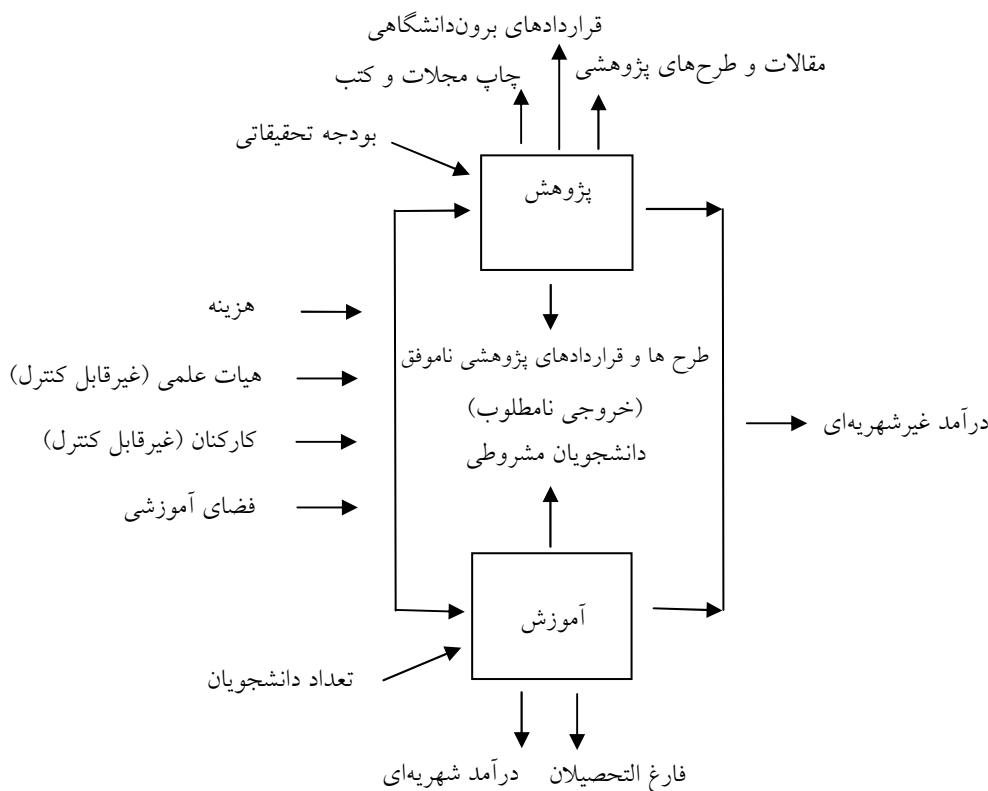 قراردادهای برون‌دانشگاهی
مقالات و طرح‌های پژوهشی
چاپ مجلات و کتب
بودجه تحقیقاتی
پژوهش
هزینه
طرح ها و قراردادهای پژوهشی ناموفق
هیات علمی (غیرقابل کنترل)
(خروجی نامطلوب)
درآمد غیرشهریه‌ای
کارکنان (غیرقابل کنترل)
دانشجویان مشروطی
فضای آموزشی
آموزش
تعداد دانشجویان
فارغ التحصیلان
درآمد شهریه‌ای